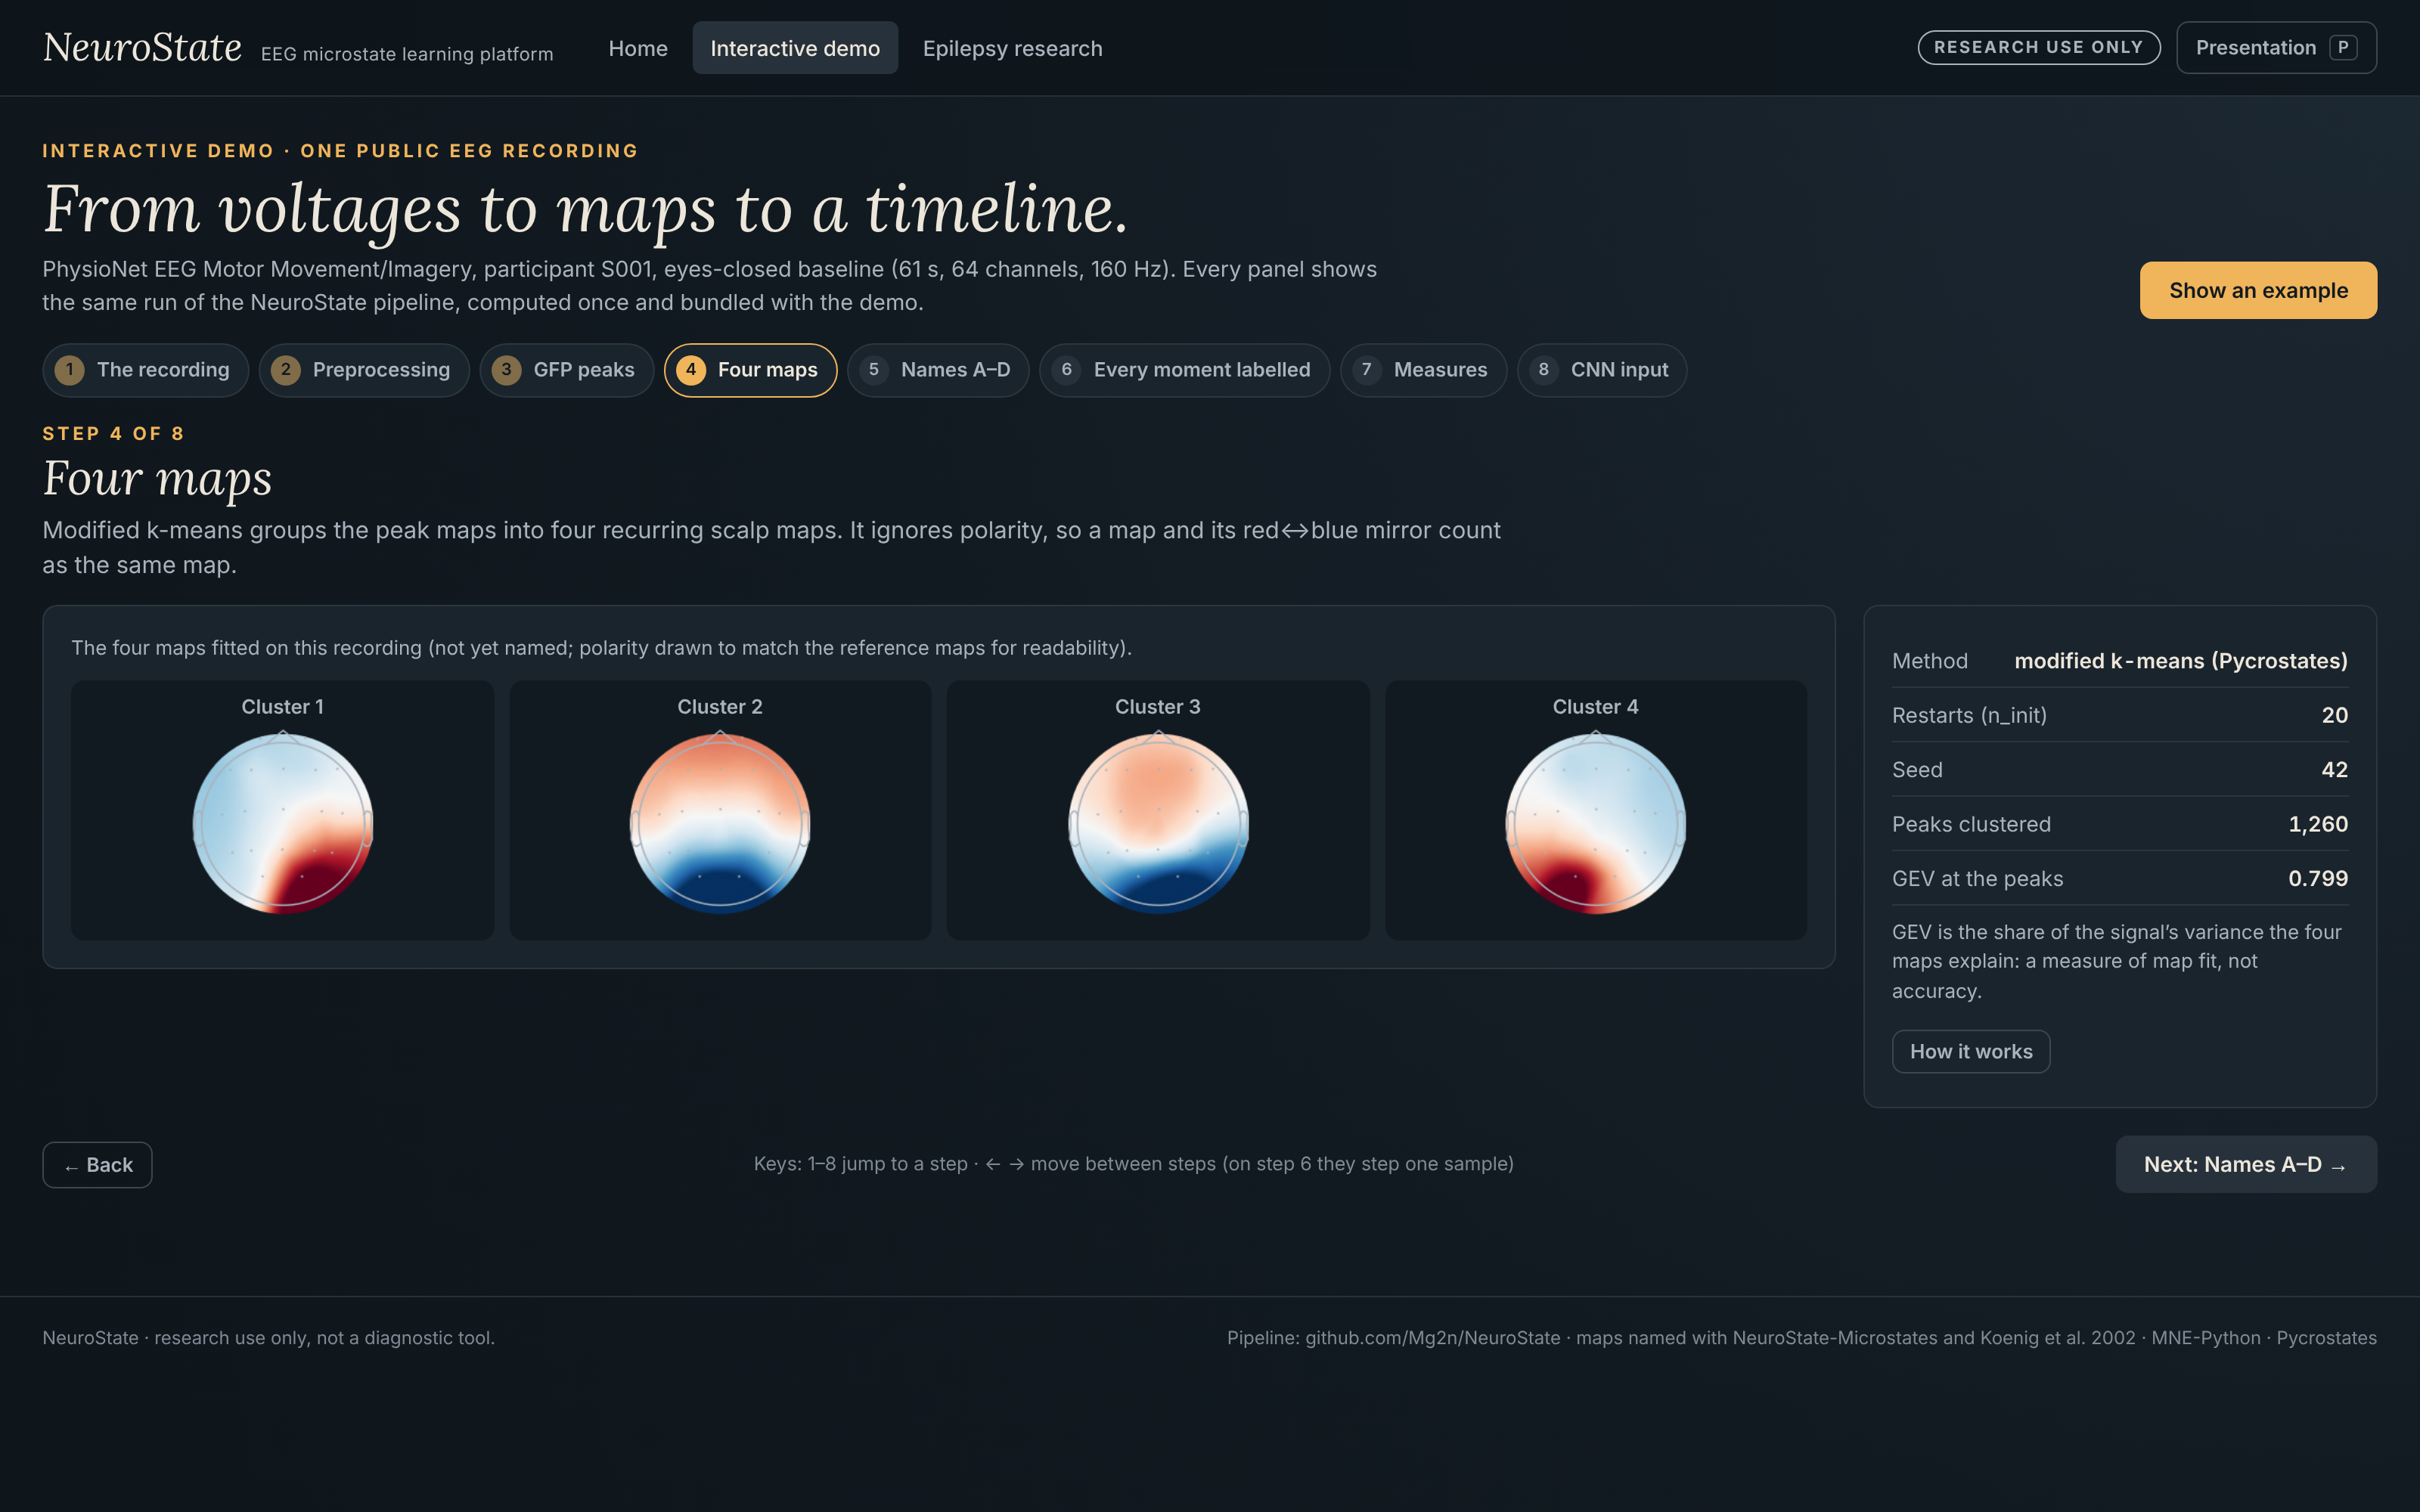 NeuroState EEG microstate learning platform Home Interactive demo Epilepsy research RESEARCH USE ONLY Presentation P
INTERACTIVE DEMO · ONE PUBLIC EEG RECORDING
From voltages to maps to a timeline.
PhysioNet EEG Motor Movement/Imagery, participant S001, eyes-closed baseline (61 s, 64 channels, 160 Hz). Every panel shows
the same run of the NeuroState pipeline, computed once and bundled with the demo.
Show an example
1 The recording 2 Preprocessing 3 GFP peaks 4 Four maps 5 Names A–D 6 Every moment labelled 7 Measures 8 CNN input
STEP 4 OF 8
Four maps
Modified k-means groups the peak maps into four recurring scalp maps. It ignores polarity, so a map and its red↔blue mirror count
as the same map.
The four maps fitted on this recording (not yet named; polarity drawn to match the reference maps for readability).
Cluster 1 Cluster 2 Cluster 3 Cluster 4
Method modified k-means (Pycrostates)
Restarts (n_init) 20
Seed 42
Peaks clustered 1,260
GEV at the peaks 0.799
GEV is the share of the signal’s variance the four
maps explain: a measure of map fit, not
accuracy.
How it works
← Back Keys: 1–8 jump to a step · ← → move between steps (on step 6 they step one sample) Next: Names A–D →
NeuroState · research use only, not a diagnostic tool. Pipeline: github.com/Mg2n/NeuroState · maps named with NeuroState-Microstates and Koenig et al. 2002 · MNE-Python · Pycrostates